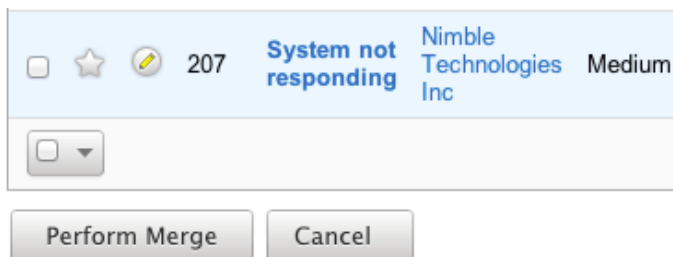 207 System not responding Nimble Technologies Inc Medium
Perform Merge Cancel